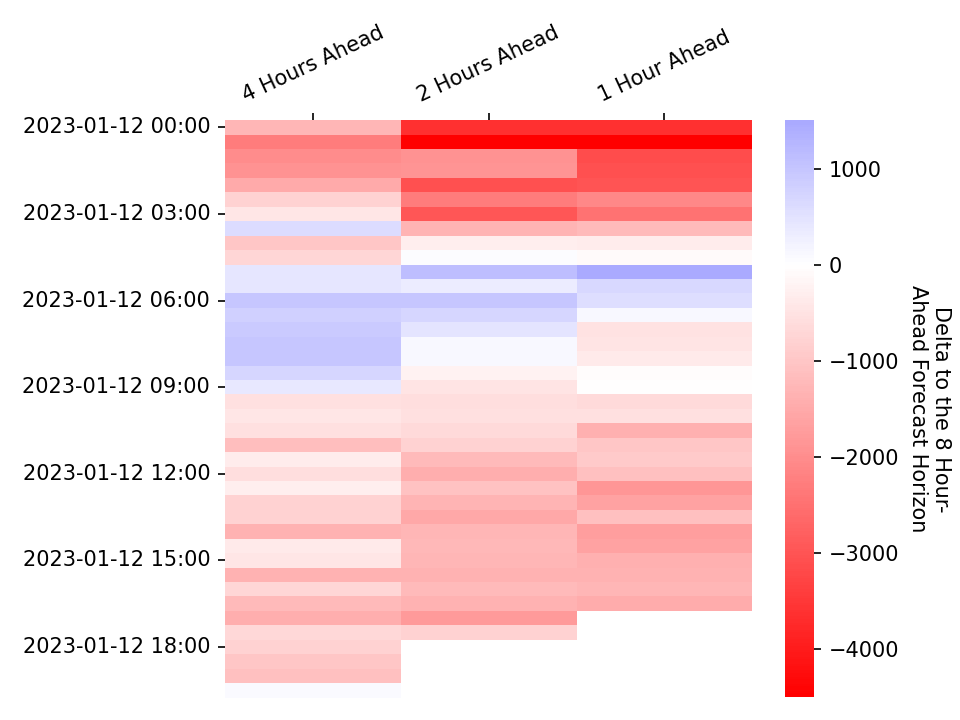 4 Hours Ahead
2 Hours Ahead
1 Hour Ahead
2023-01-12 00:00
2023-01-12 03:00
2023-01-12 06:00
2023-01-12 09:00
2023-01-12 12:00
2023-01-12 15:00
2023-01-12 18:00
1000
0
−1000
−2000
−3000
−4000
Delta to the 8 Hour-
Ahead Forecast Horizon